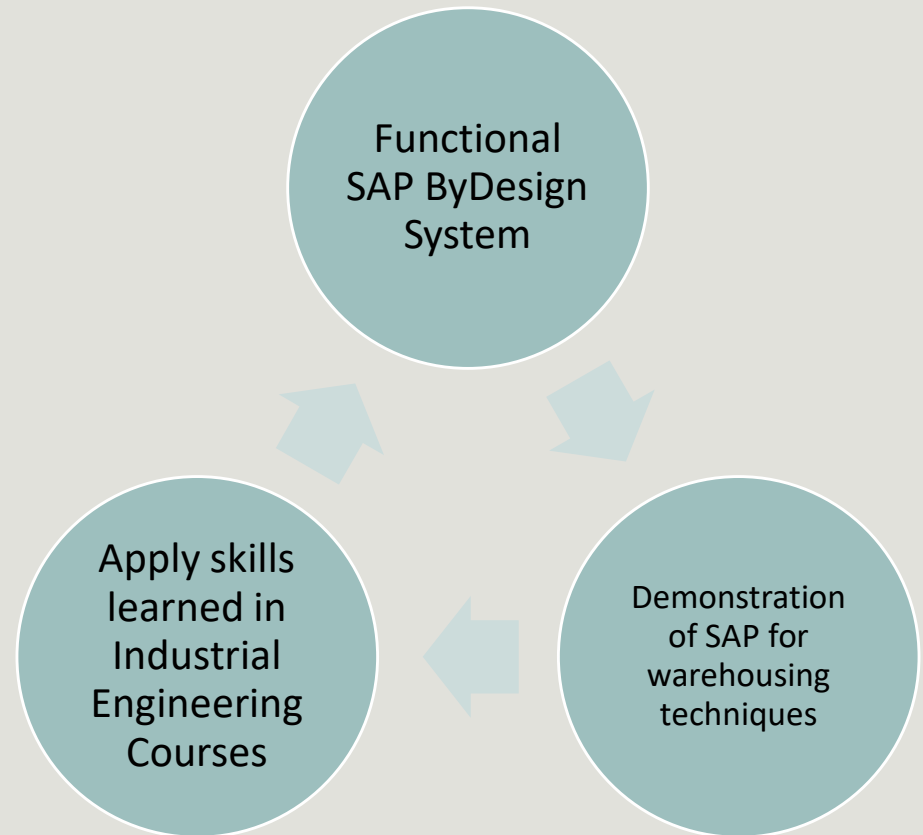 Functional
SAP ByDesign
System
Apply skills
learned in
Industrial
Engineering
Courses
Demonstration
of SAP for
warehousing
techniques